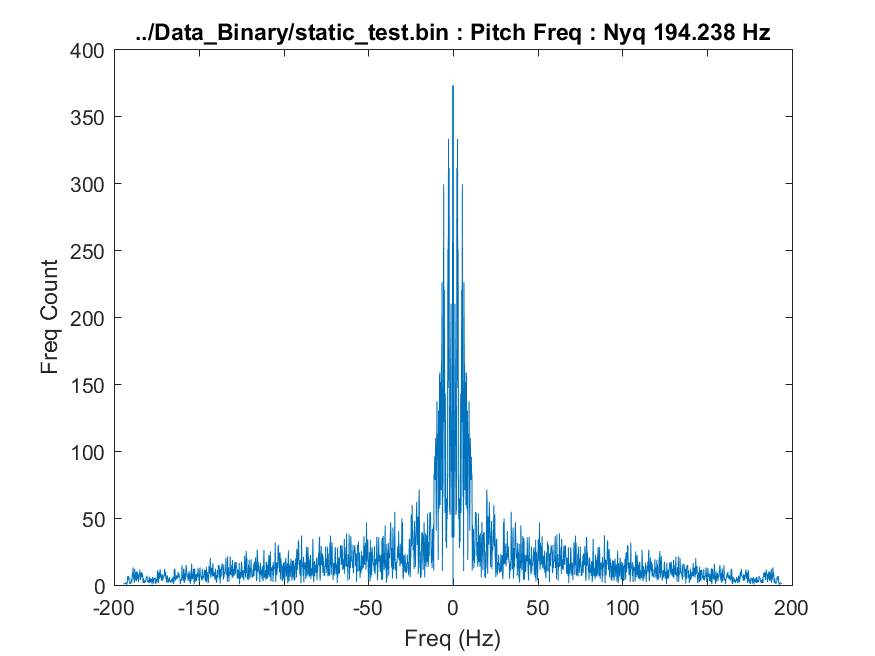 ../Data_Binary/static_test.bin : Pitch Freq : Nyq 194.238 Hz
400
350
300
250
200
150
100
50
0
Freq Count
-200 -150 -100 -50 0 50 100 150 200
Freq (Hz)